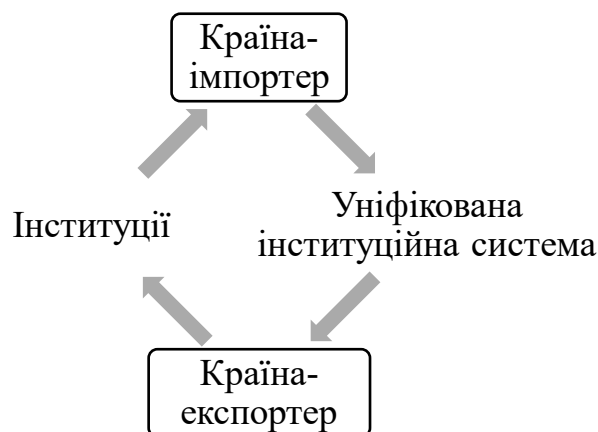 Країна-
імпортер
Інституції
Уніфікована
інституційна система
Країна-
експортер